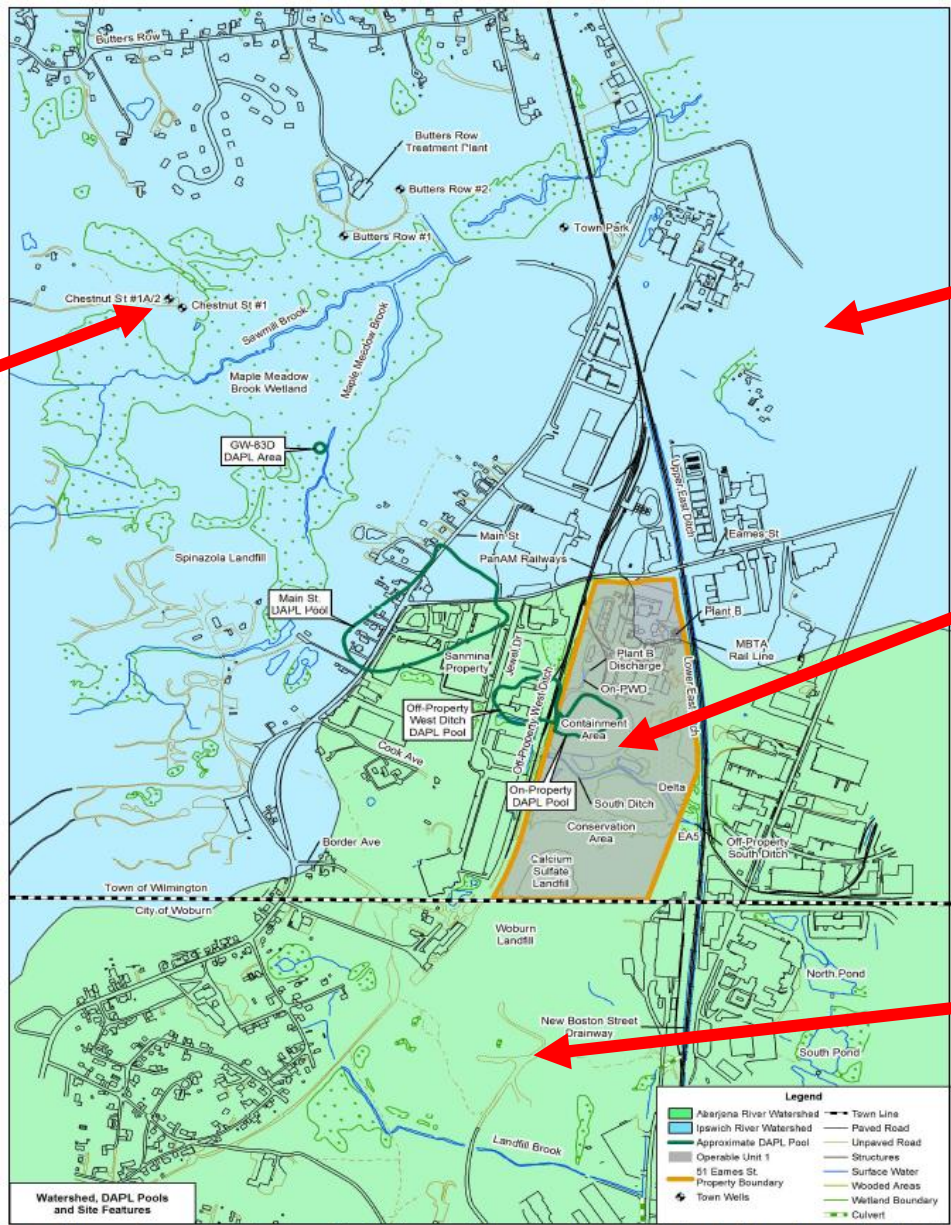 Butters Row
Butters Row
Treatment Plant
Butters Row #2
Butters Row #1
Town Park
Chestnut St #1A/2
Chestnut St #1
Sawmill Brook
Maple Meadow Brook
Maple Meadow
Brook Wetland
GW-83D
DAPL Area
Upper East Ditch
Eames St
Main St
PanAM Railways
Spinazola Landfill
Main St.
DAPL Pool
Plant B
MBTA
Rail Line
Sanmina
Property
Jewel Dr
Plant B
Discharge
On-PWD
Lower East Ditch
Off-Property West Ditch
Off-Property
West Ditch
DAPL Pool
Containment
Area
Cook Ave
On-Property
DAPL Pool
Delta
South Ditch
Conservation
Area
EA5
Off-Property
South Ditch
Border Ave
Calcium
Sulfate
Landfill
Town of Wilmington
City of Woburn
Woburn
Landfill
North Pond
New Boston Street
Drainway
South Pond
Landfill Brook
Legend
Aberjona River Watershed
Ipswich River Watershed
Approximate DAPL Pool
Operable Unit 1
51 Eames St.
Property Boundary
Town Wells
Town Line
Paved Road
Unpaved Road
Structures
Surface Water
Wooded Areas
Wetland Boundary
Culvert
Watershed, DAPL Pools
and Site Features